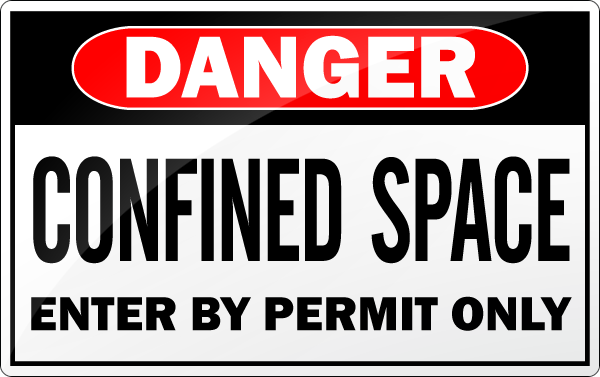 DANGER
CONFINED SPACE
ENTER BY PERMIT ONLY